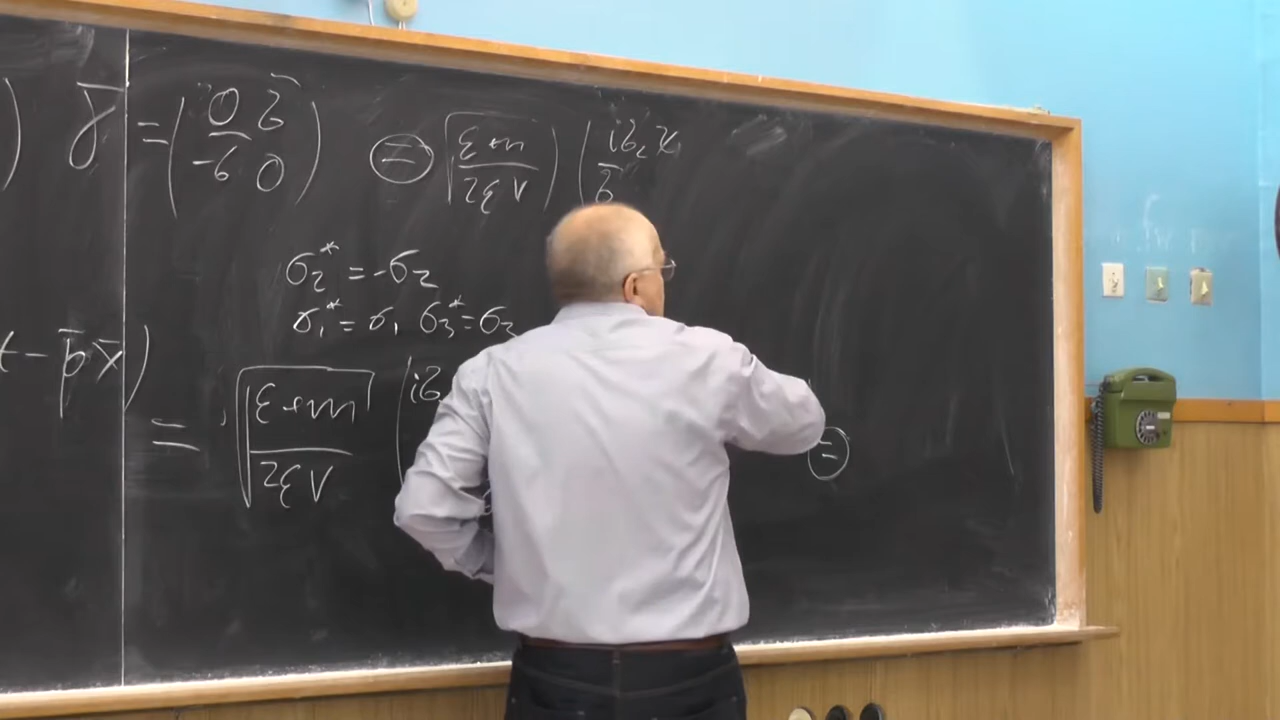 ) γ̄ = ( 0 σ̄ / -σ̄ 0 ) ⊜ √((ε+m)/(2εV)) ( iσ₂χ
σ₂* = -σ₂
σ₁* = σ₁ σ₃* = σ₃
t - p̄x̄ )
= √((ε+m)/(2εV)) ( iσ ⊜